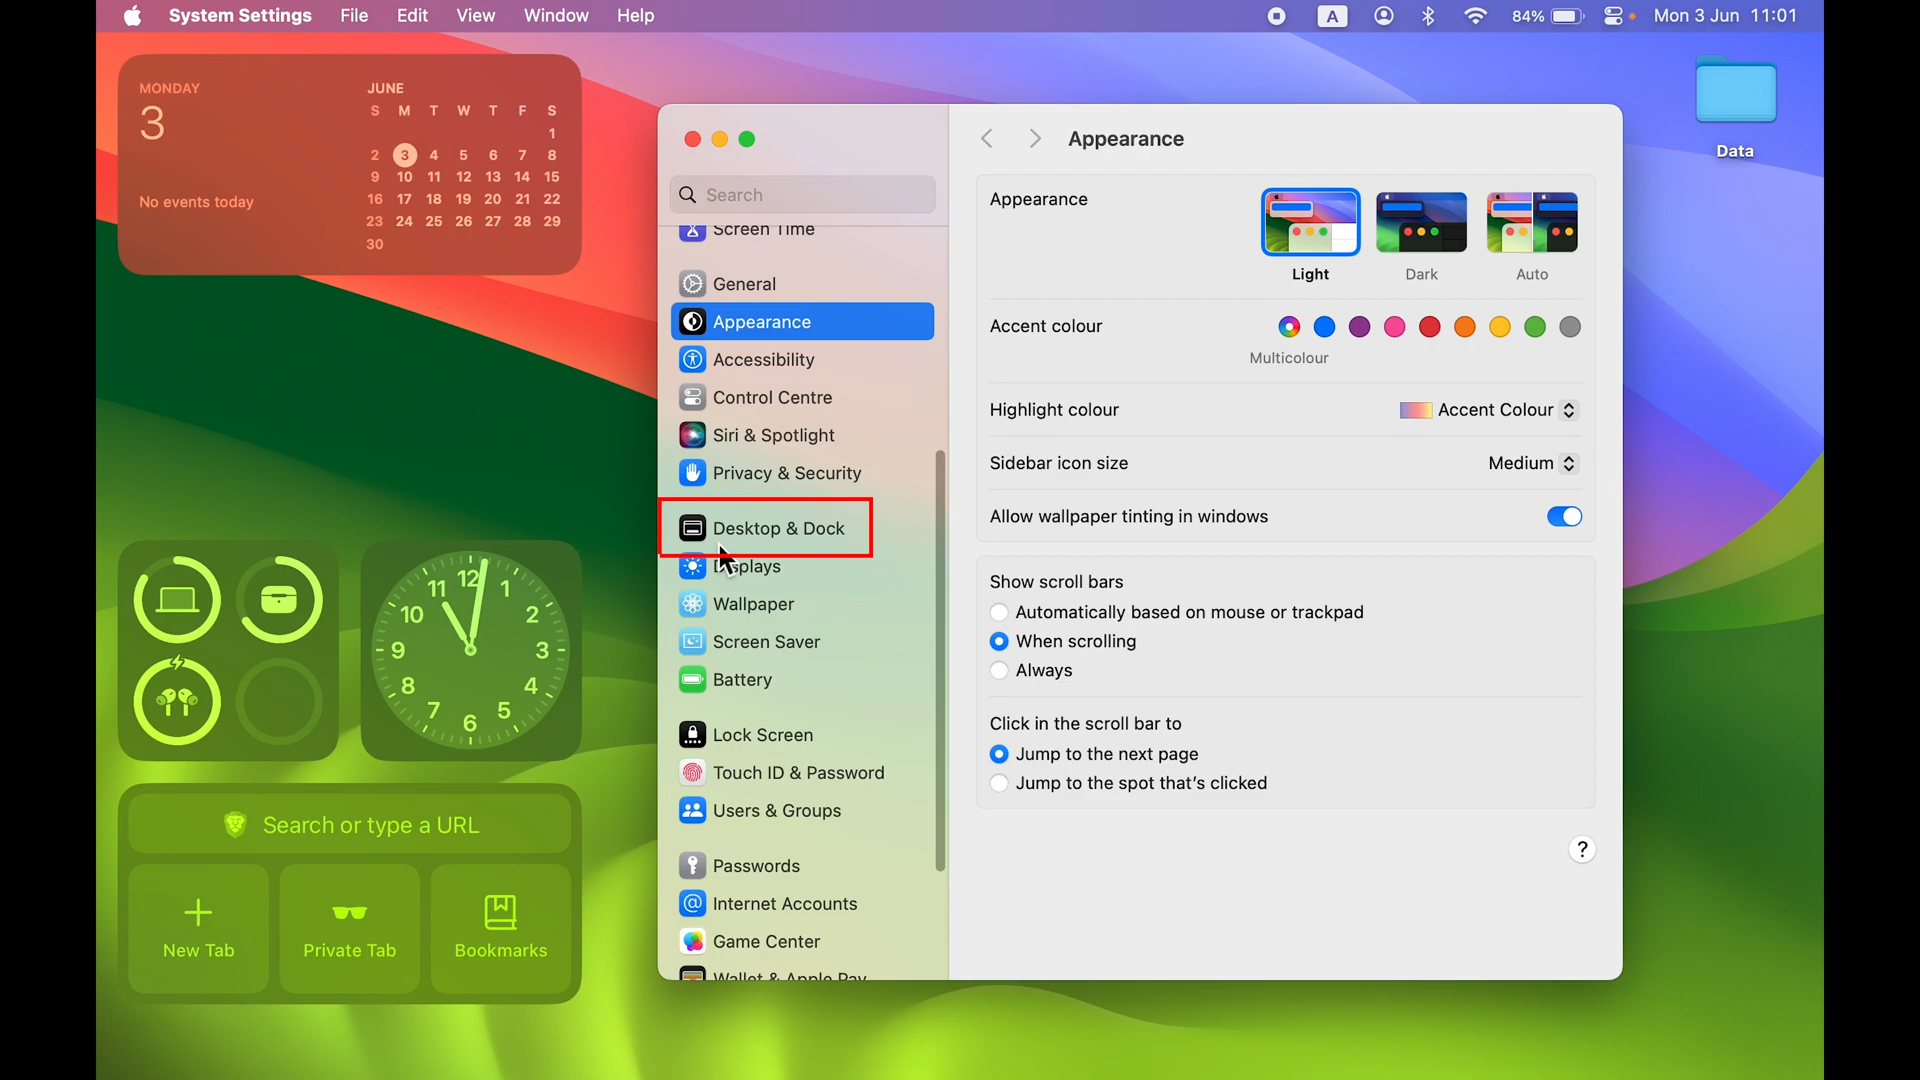 System Settings File Edit View Window Help
A 84% Mon 3 Jun 11:01
MONDAY
3
No events today
JUNE
S M T W T F S
1
2 3 4 5 6 7 8
9 10 11 12 13 14 15
16 17 18 19 20 21 22
23 24 25 26 27 28 29
30
12 1 2 3 4 5 6 7 8 9 10 11
Search or type a URL
New Tab Private Tab Bookmarks
Search
Screen Time
General
Appearance
Accessibility
Control Centre
Siri & Spotlight
Privacy & Security
Desktop & Dock
Displays
Wallpaper
Screen Saver
Battery
Lock Screen
Touch ID & Password
Users & Groups
Passwords
Internet Accounts
Game Center
Wallet & Apple Pay
Appearance
Appearance
Light Dark Auto
Accent colour
Multicolour
Highlight colour Accent Colour
Sidebar icon size Medium
Allow wallpaper tinting in windows
Show scroll bars
Automatically based on mouse or trackpad
When scrolling
Always
Click in the scroll bar to
Jump to the next page
Jump to the spot that's clicked
?
Data